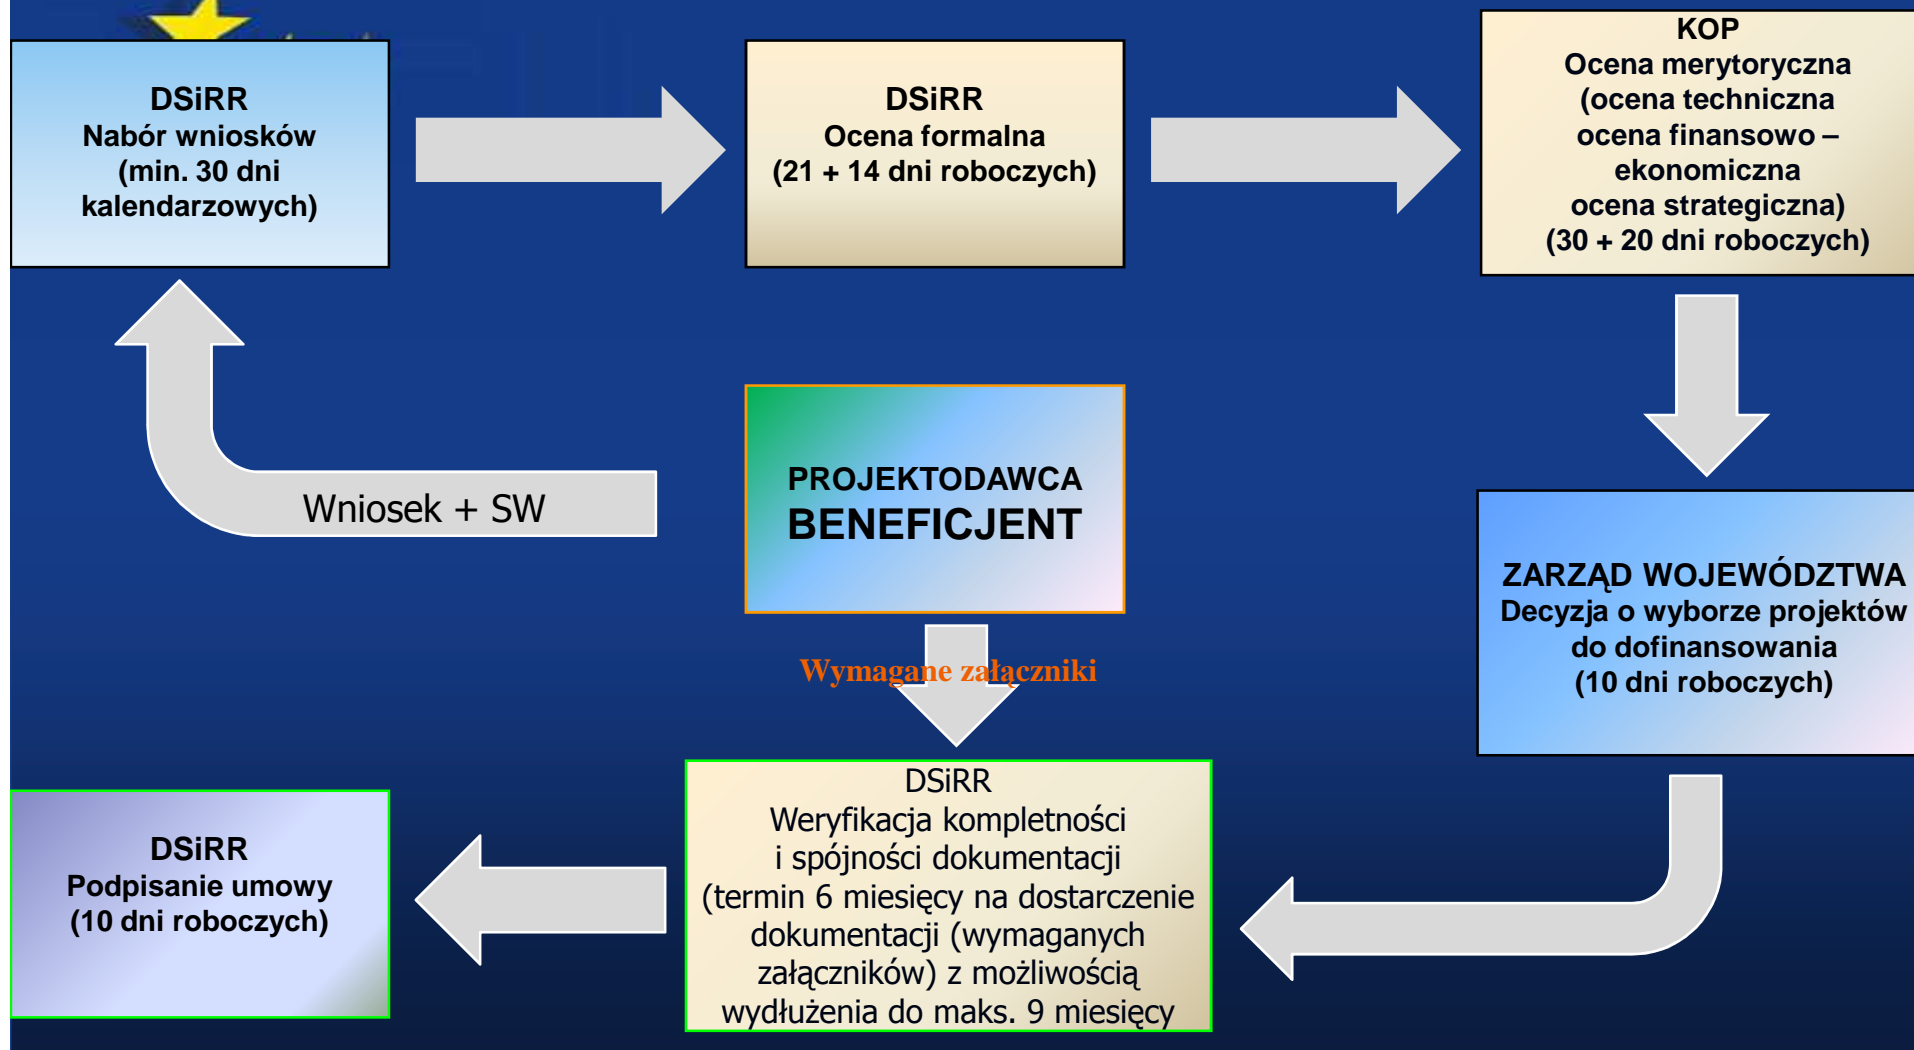 DSiRR
Nabór wniosków
(min. 30 dni
kalendarzowych)
DSiRR
Ocena formalna
(21 + 14 dni roboczych)
KOP
Ocena merytoryczna
(ocena techniczna
ocena finansowo –
ekonomiczna
ocena strategiczna)
(30 + 20 dni roboczych)
Wniosek + SW
PROJEKTODAWCA
BENEFICJENT
Wymagane załączniki
ZARZĄD WOJEWÓDZTWA
Decyzja o wyborze projektów
do dofinansowania
(10 dni roboczych)
DSiRR
Weryfikacja kompletności
i spójności dokumentacji
(termin 6 miesięcy na dostarczenie
dokumentacji (wymaganych
załączników) z możliwością
wydłużenia do maks. 9 miesięcy
DSiRR
Podpisanie umowy
(10 dni roboczych)